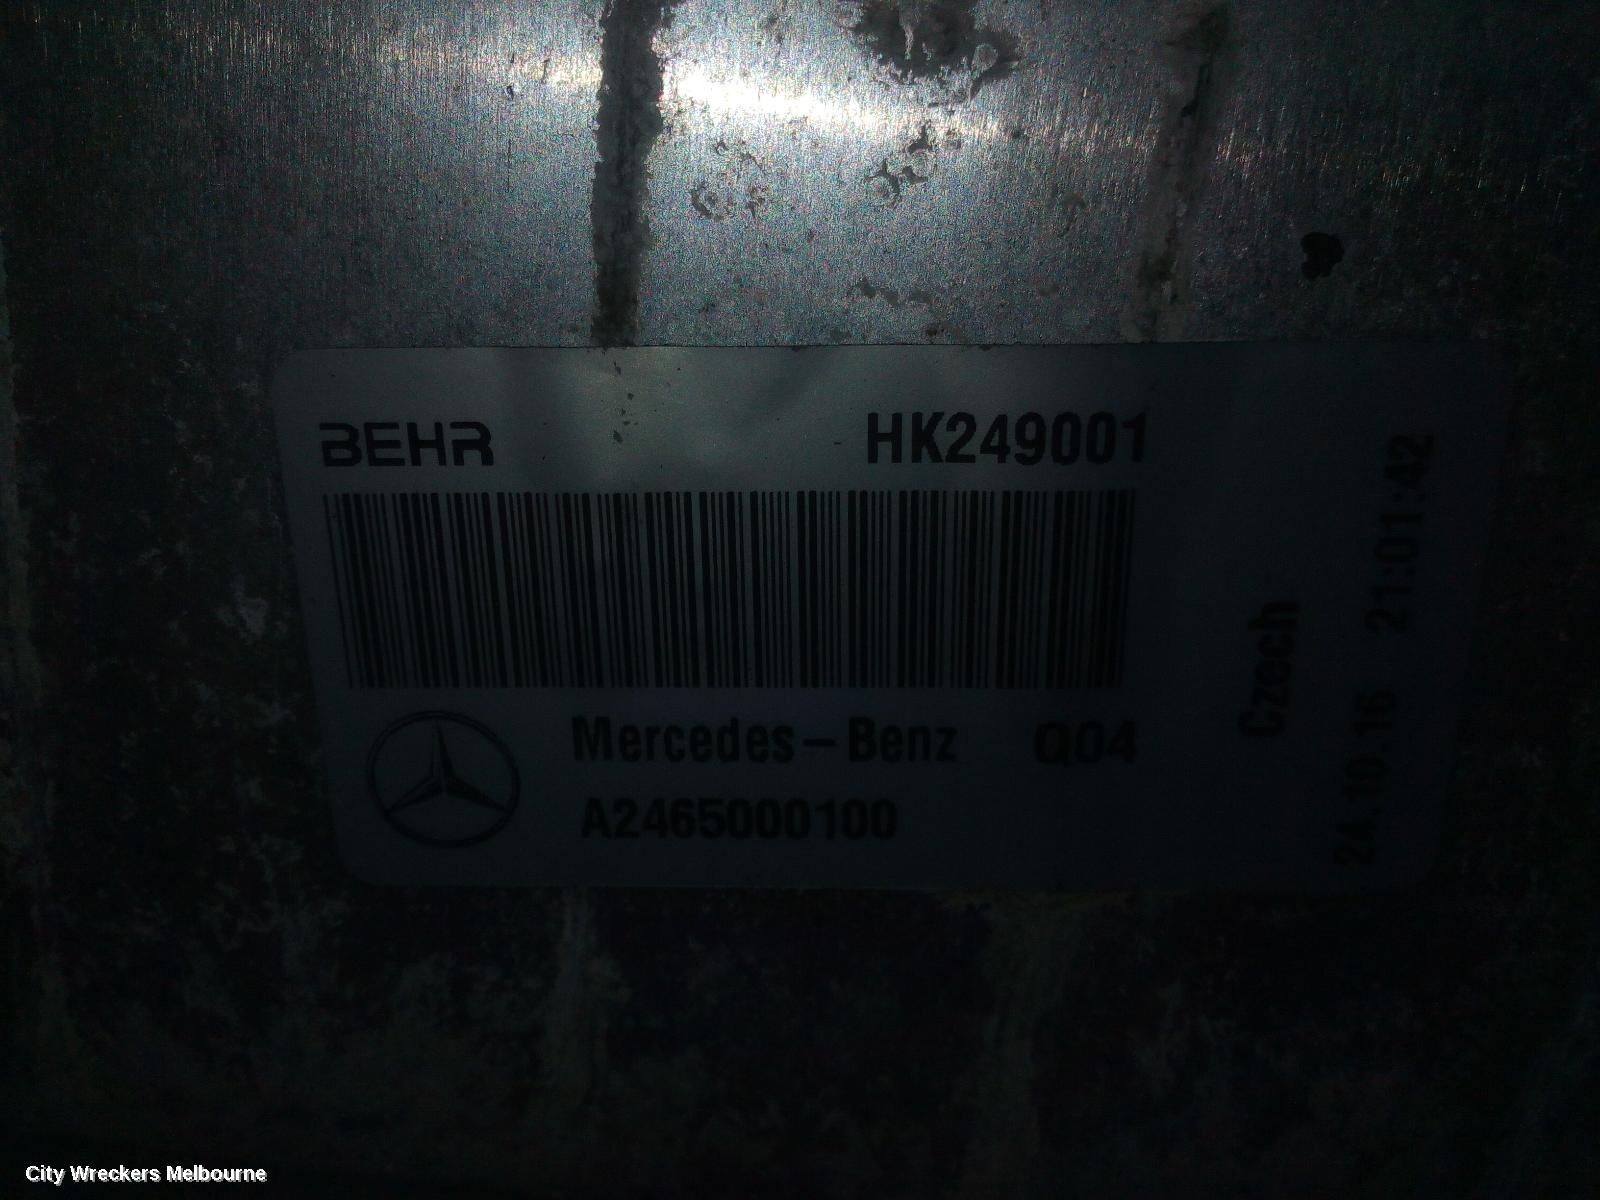 BEHR HK249001
Mercedes-Benz Q04
A2465000100
Czech
24.10.16 21:01:42
City Wreckers Melbourne